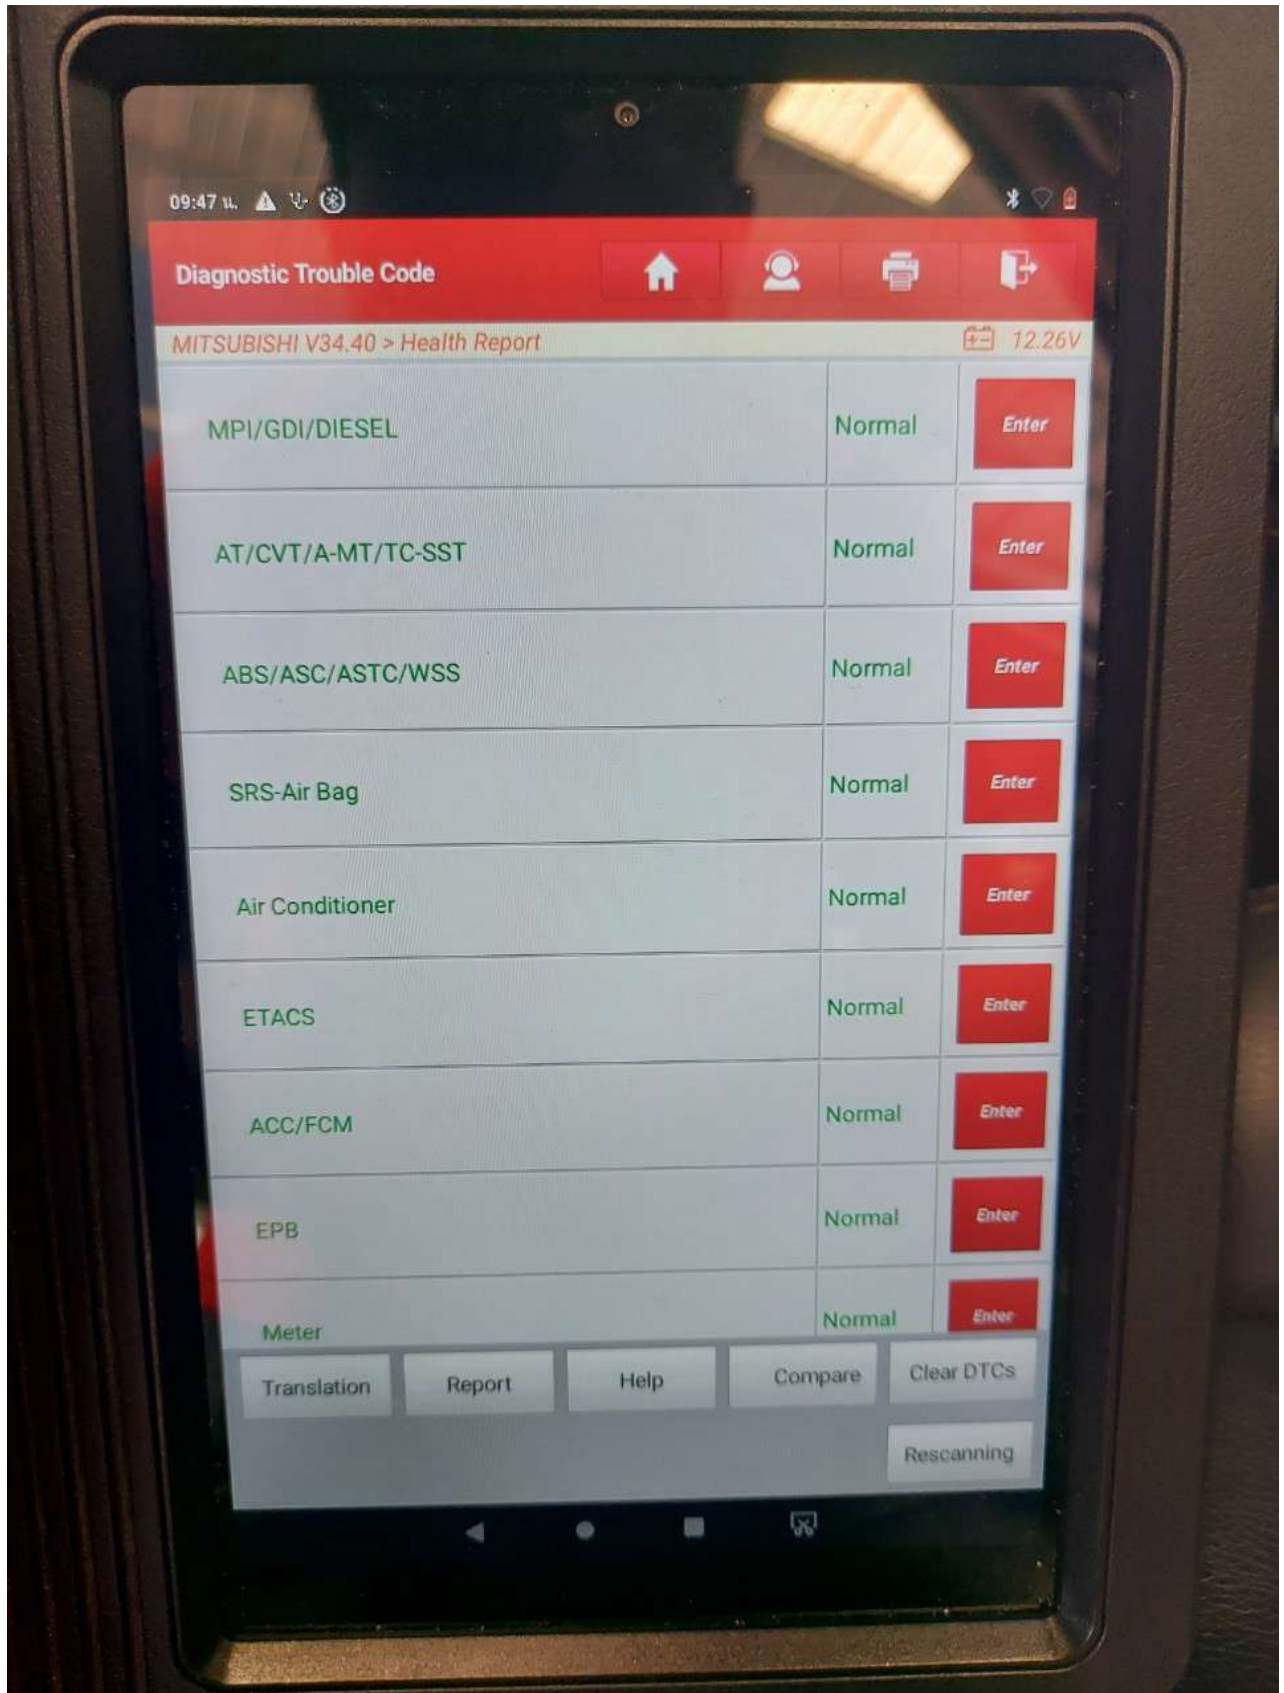 09:47 น.
Diagnostic Trouble Code
MITSUBISHI V34.40 > Health Report 12.26V
MPI/GDI/DIESEL Normal Enter
AT/CVT/A-MT/TC-SST Normal Enter
ABS/ASC/ASTC/WSS Normal Enter
SRS-Air Bag Normal Enter
Air Conditioner Normal Enter
ETACS Normal Enter
ACC/FCM Normal Enter
EPB Normal Enter
Meter Normal Enter
Translation Report Help Compare Clear DTCs
Rescanning